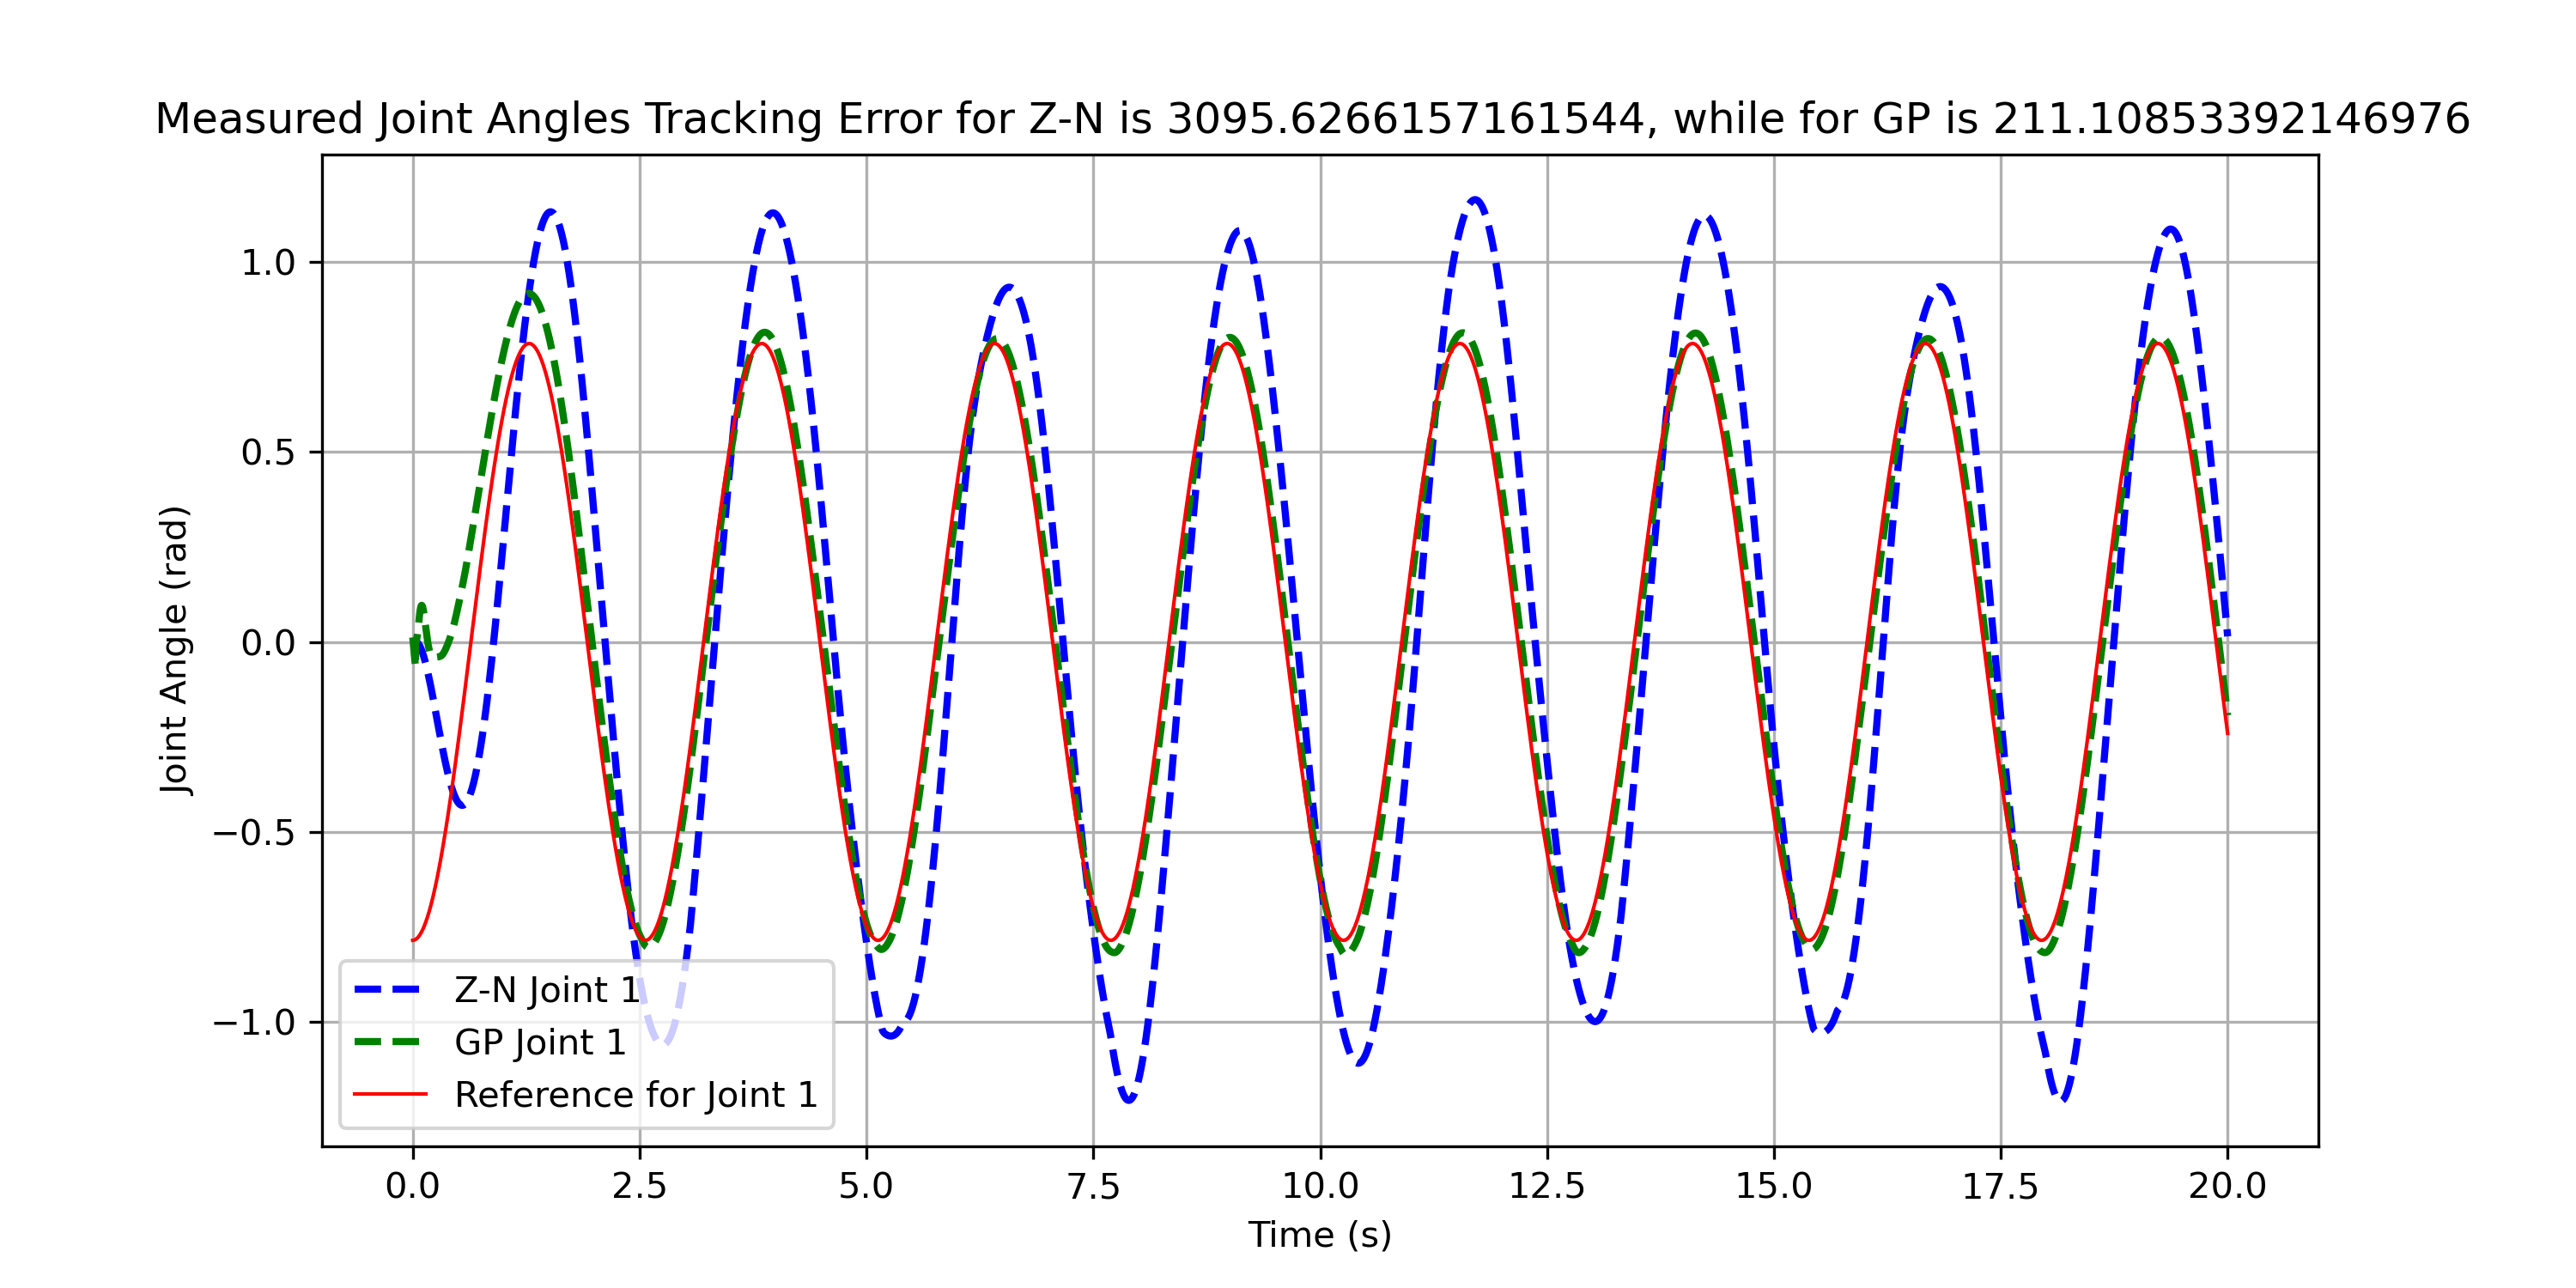 Measured Joint Angles Tracking Error for Z-N is 3095.6266157161544, while for GP is 211.10853392146976
1.0
0.5
0.0
−0.5
−1.0
Joint Angle (rad)
Z-N Joint 1
GP Joint 1
Reference for Joint 1
0.0 2.5 5.0 7.5 10.0 12.5 15.0 17.5 20.0
Time (s)